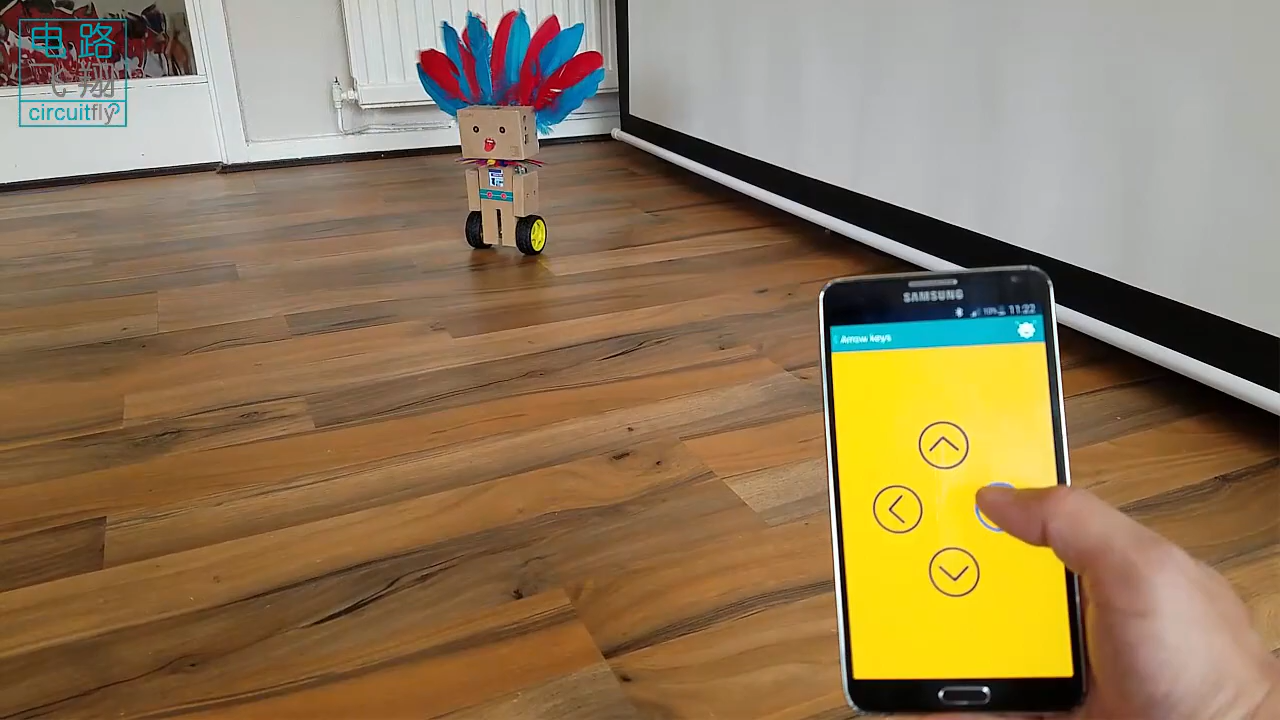 电路
飞翔
circuitfly
SAMSUNG
11:22
Arrow keys